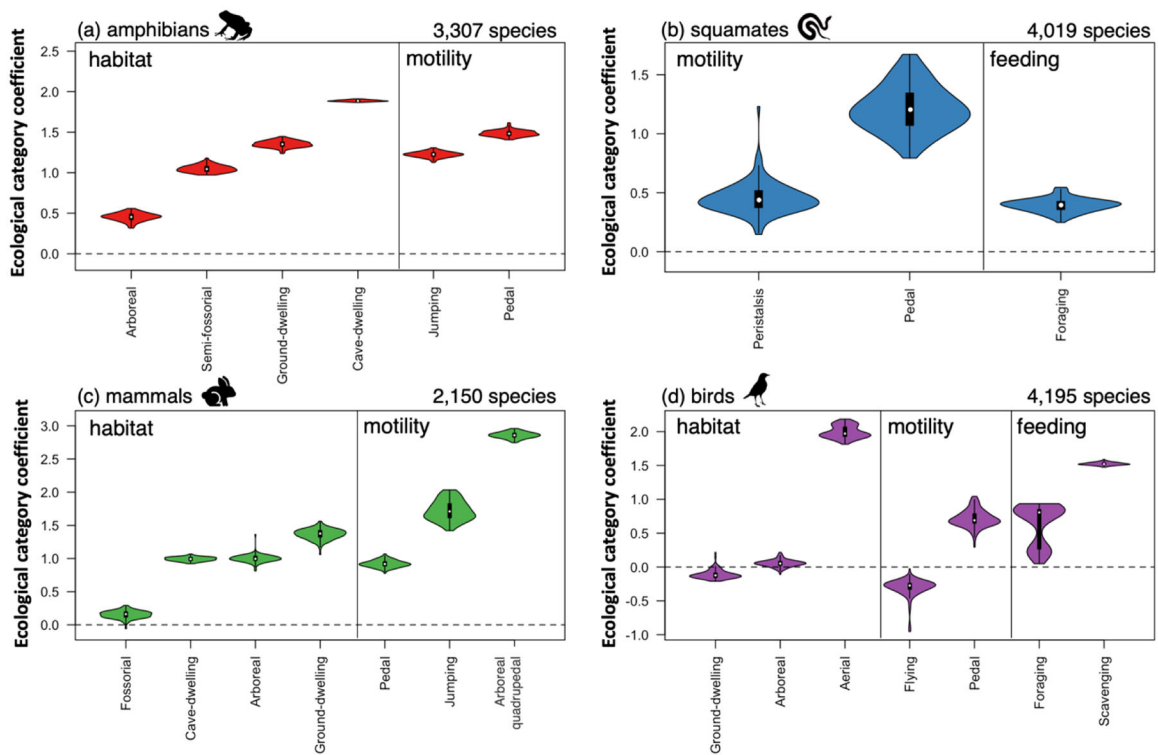 (a) amphibians
3,307 species
habitat
motility
Ecological category coefficient
2.5
2.0
1.5
1.0
0.5
0.0
Arboreal
Semi-fossorial
Ground-dwelling
Cave-dwelling
Jumping
Pedal
(b) squamates
4,019 species
motility
feeding
Ecological category coefficient
1.5
1.0
0.5
0.0
Peristalsis
Pedal
Foraging
(c) mammals
2,150 species
habitat
motility
Ecological category coefficient
3.0
2.5
2.0
1.5
1.0
0.5
0.0
Fossorial
Cave-dwelling
Arboreal
Ground-dwelling
Pedal
Jumping
Arboreal
quadrupedal
(d) birds
4,195 species
habitat
motility
feeding
Ecological category coefficient
2.0
1.5
1.0
0.5
0.0
-0.5
-1.0
Ground-dwelling
Arboreal
Aerial
Flying
Pedal
Foraging
Scavenging